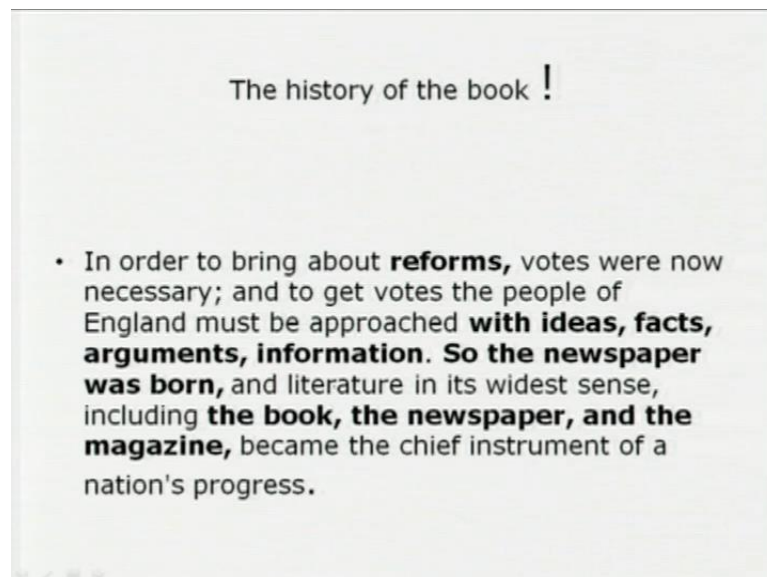 The history of the book !
• In order to bring about reforms, votes were now
necessary; and to get votes the people of
England must be approached with ideas, facts,
arguments, information. So the newspaper
was born, and literature in its widest sense,
including the book, the newspaper, and the
magazine, became the chief instrument of a
nation's progress.